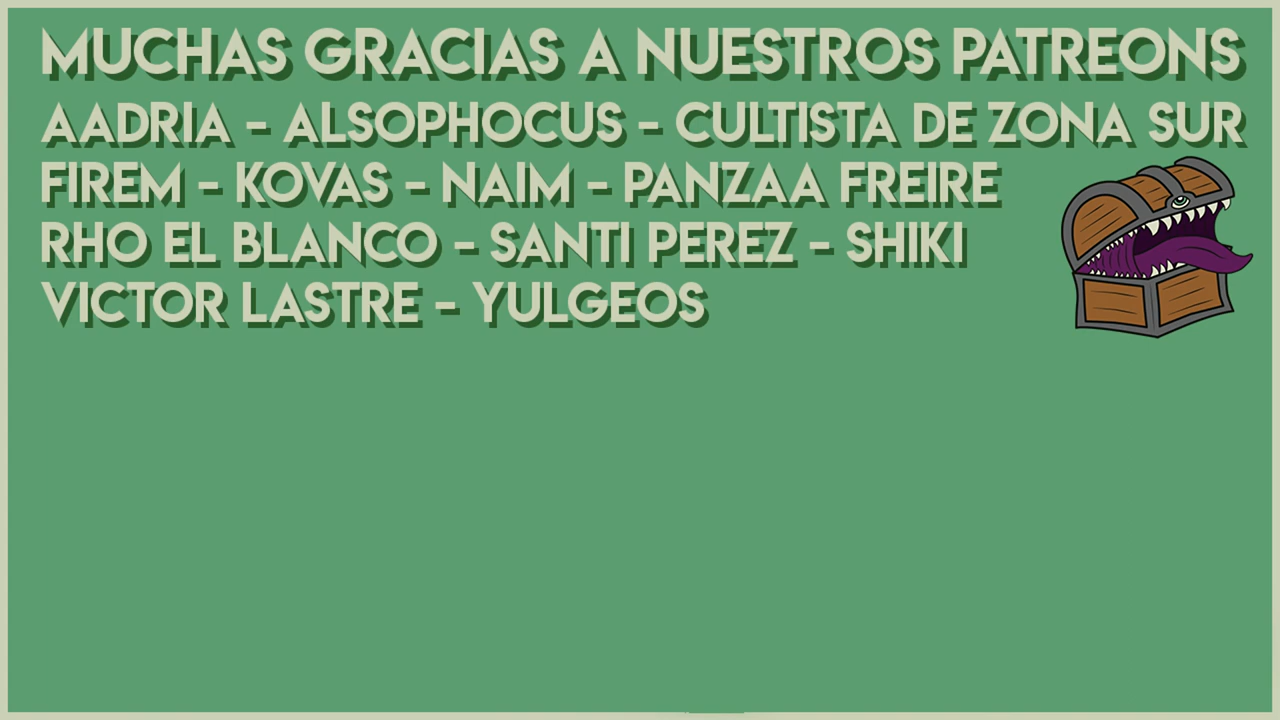 MUCHAS GRACIAS A NUESTROS PATREONS
AADRIA - ALSOPHOCUS - CULTISTA DE ZONA SUR
FIREM - KOVAS - NAIM - PANZAA FREIRE
RHO EL BLANCO - SANTI PEREZ - SHIKI
VICTOR LASTRE - YULGEOS